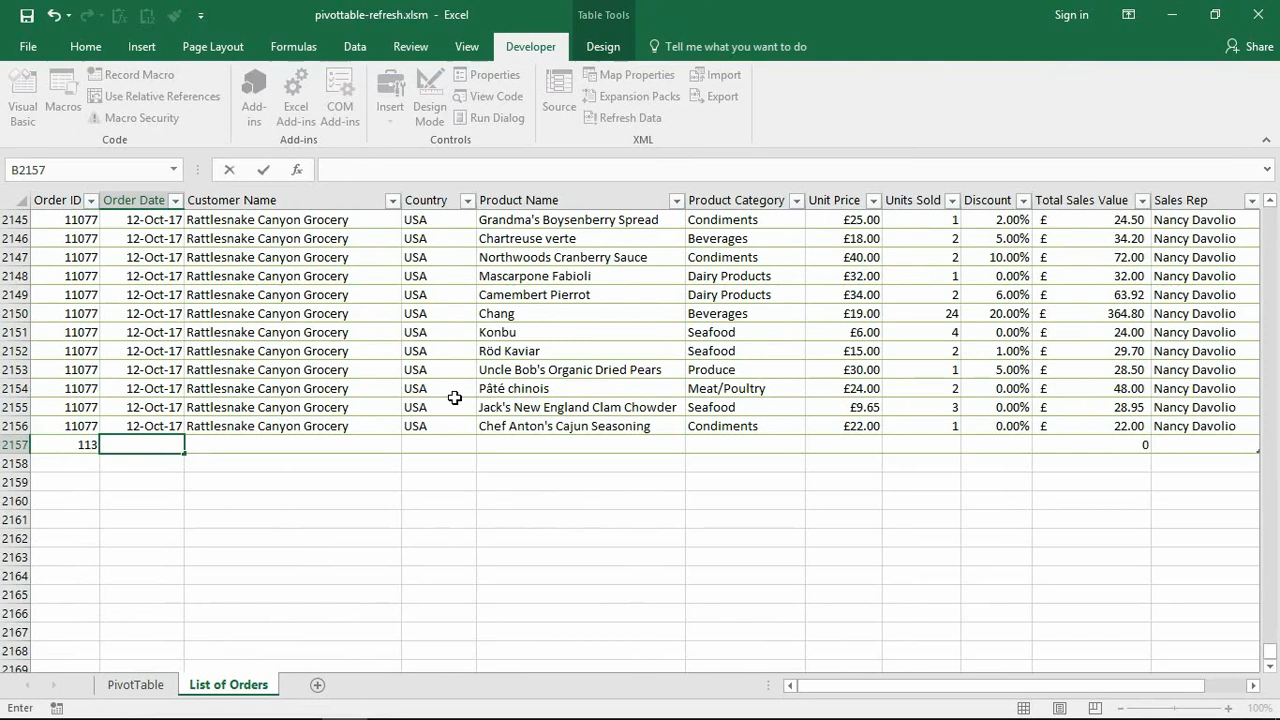 pivottable-refresh.xlsm - Excel
Table Tools
Sign in
File Home Insert Page Layout Formulas Data Review View Developer Design Tell me what you want to do Share
Visual Basic
Macros
Record Macro
Use Relative References
Macro Security
Code
Add-ins
Excel Add-ins
COM Add-ins
Add-ins
Insert
Design Mode
Properties
View Code
Run Dialog
Controls
Source
Map Properties
Expansion Packs
Refresh Data
Import
Export
XML
B2157 fx
Order ID Order Date Customer Name Country Product Name Product Category Unit Price Units Sold Discount Total Sales Value Sales Rep
2145 11077 12-Oct-17 Rattlesnake Canyon Grocery USA Grandma's Boysenberry Spread Condiments £25.00 1 2.00% £ 24.50 Nancy Davolio
2146 11077 12-Oct-17 Rattlesnake Canyon Grocery USA Chartreuse verte Beverages £18.00 2 5.00% £ 34.20 Nancy Davolio
2147 11077 12-Oct-17 Rattlesnake Canyon Grocery USA Northwoods Cranberry Sauce Condiments £40.00 2 10.00% £ 72.00 Nancy Davolio
2148 11077 12-Oct-17 Rattlesnake Canyon Grocery USA Mascarpone Fabioli Dairy Products £32.00 1 0.00% £ 32.00 Nancy Davolio
2149 11077 12-Oct-17 Rattlesnake Canyon Grocery USA Camembert Pierrot Dairy Products £34.00 2 6.00% £ 63.92 Nancy Davolio
2150 11077 12-Oct-17 Rattlesnake Canyon Grocery USA Chang Beverages £19.00 24 20.00% £ 364.80 Nancy Davolio
2151 11077 12-Oct-17 Rattlesnake Canyon Grocery USA Konbu Seafood £6.00 4 0.00% £ 24.00 Nancy Davolio
2152 11077 12-Oct-17 Rattlesnake Canyon Grocery USA Röd Kaviar Seafood £15.00 2 1.00% £ 29.70 Nancy Davolio
2153 11077 12-Oct-17 Rattlesnake Canyon Grocery USA Uncle Bob's Organic Dried Pears Produce £30.00 1 5.00% £ 28.50 Nancy Davolio
2154 11077 12-Oct-17 Rattlesnake Canyon Grocery USA Pâté chinois Meat/Poultry £24.00 2 0.00% £ 48.00 Nancy Davolio
2155 11077 12-Oct-17 Rattlesnake Canyon Grocery USA Jack's New England Clam Chowder Seafood £9.65 3 0.00% £ 28.95 Nancy Davolio
2156 11077 12-Oct-17 Rattlesnake Canyon Grocery USA Chef Anton's Cajun Seasoning Condiments £22.00 1 0.00% £ 22.00 Nancy Davolio
2157 113 0
2158
2159
2160
2161
2162
2163
2164
2165
2166
2167
2168
2169
PivotTable List of Orders
Enter 100%